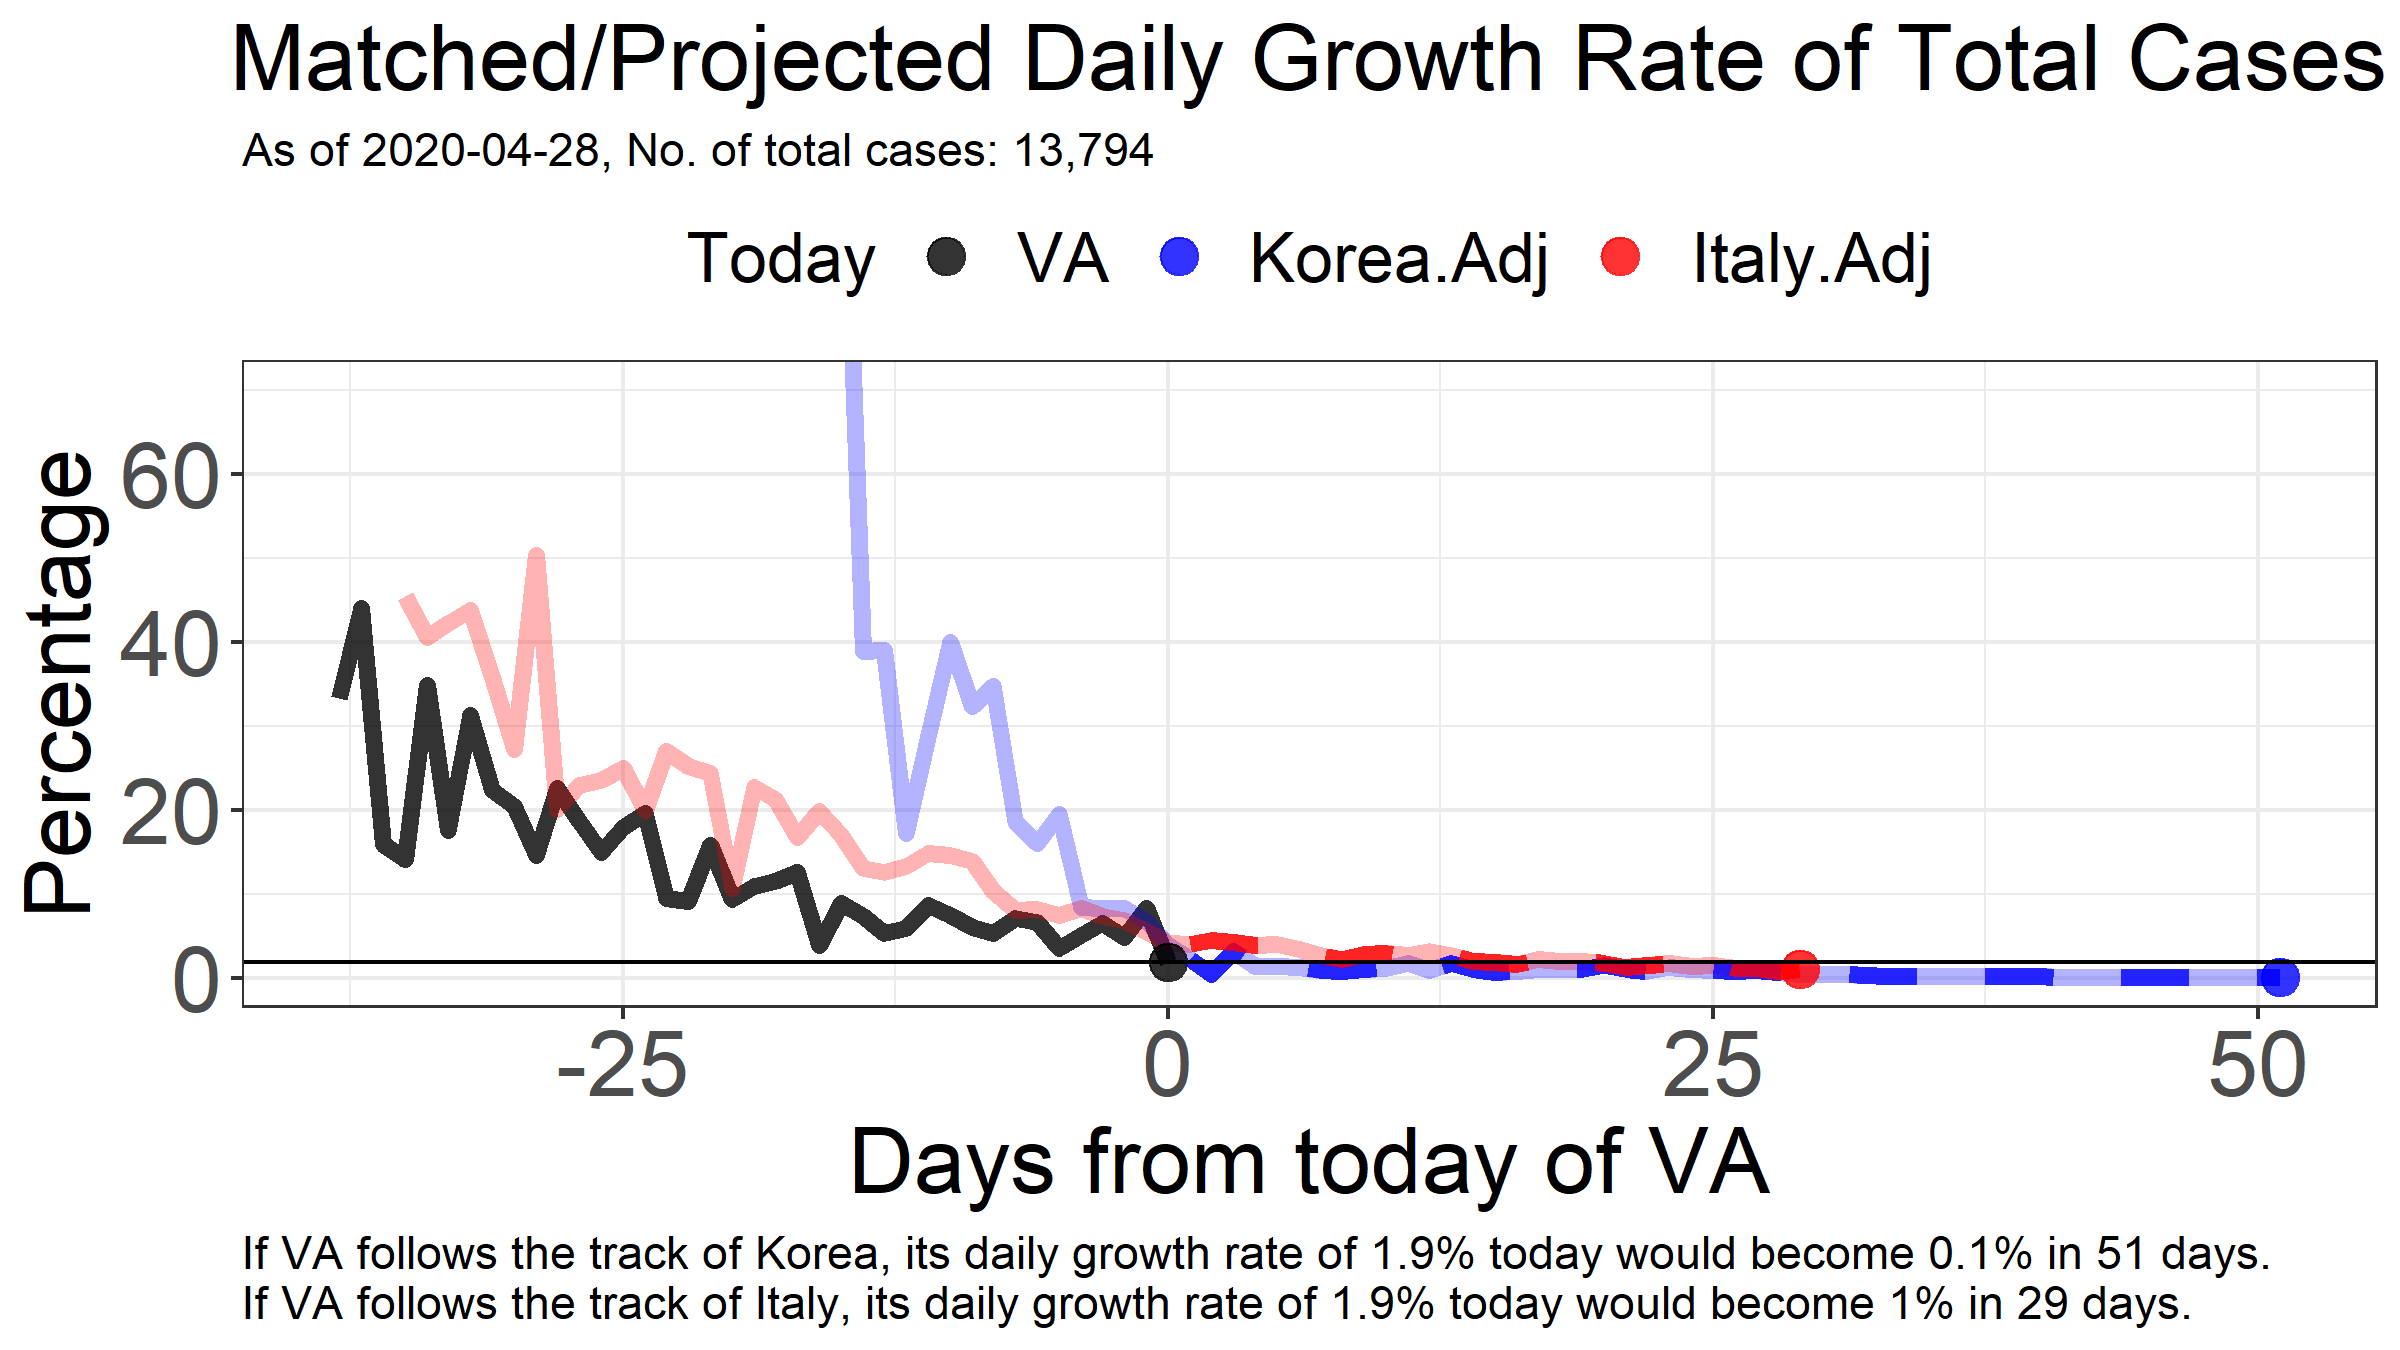 Matched/Projected Daily Growth Rate of Total Cases
As of 2020-04-28, No. of total cases: 13,794
Today VA Korea.Adj Italy.Adj
Percentage
60
40
20
0
-25 0 25 50
Days from today of VA
If VA follows the track of Korea, its daily growth rate of 1.9% today would become 0.1% in 51 days.
If VA follows the track of Italy, its daily growth rate of 1.9% today would become 1% in 29 days.